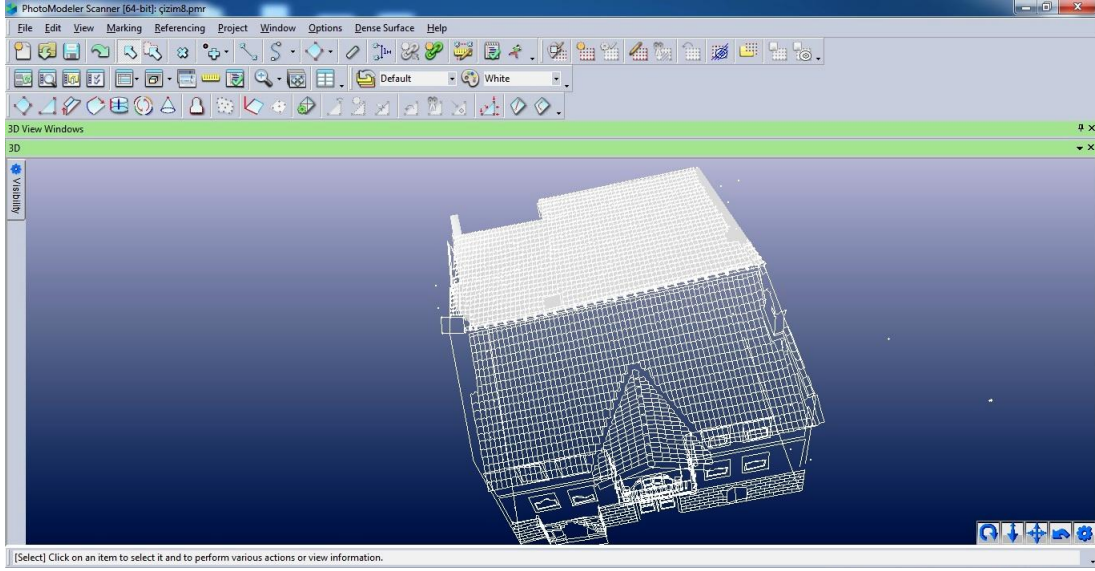 PhotoModeler Scanner [64-bit]: çizim8.pmr
File Edit View Marking Referencing Project Window Options Dense Surface Help
Default White
3D View Windows
3D
Visibility
[Select] Click on an item to select it and to perform various actions or view information.